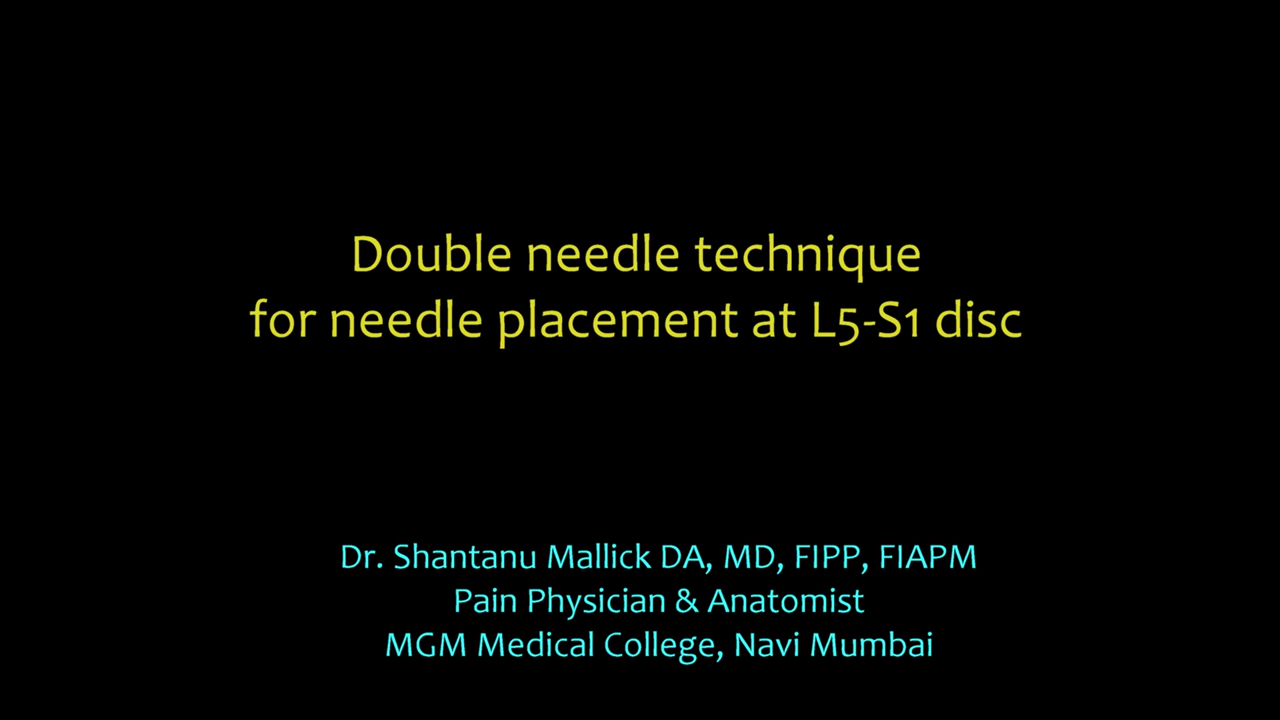 Double needle technique
for needle placement at L5-S1 disc
Dr. Shantanu Mallick DA, MD, FIPP, FIAPM
Pain Physician & Anatomist
MGM Medical College, Navi Mumbai